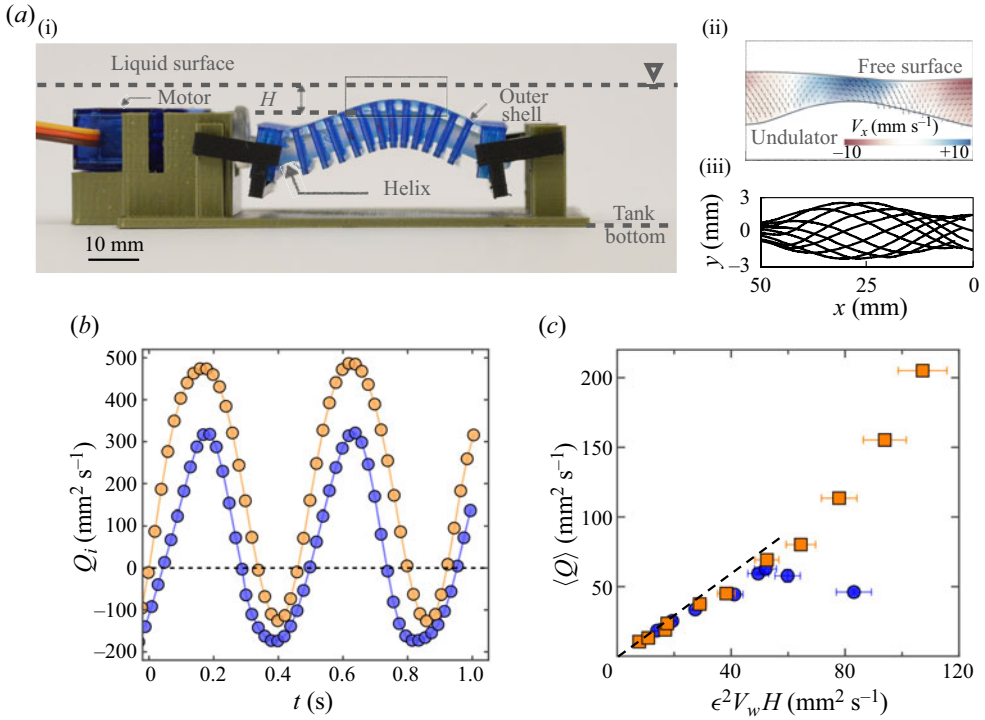 (a)
(i)
Liquid surface
Motor
H
Outer
shell
Helix
Tank
bottom
10 mm
(ii)
Free surface
Undulator
Vx (mm s−1)
−10
+10
(iii)
3
0
−3
y (mm)
50
25
0
x (mm)
(b)
500
400
300
200
100
0
−100
−200
Qi (mm² s−1)
0
0.2
0.4
0.6
0.8
1.0
t (s)
(c)
200
150
100
50
0
⟨Q⟩ (mm² s−1)
0
40
80
120
ϵ²VwH (mm² s−1)